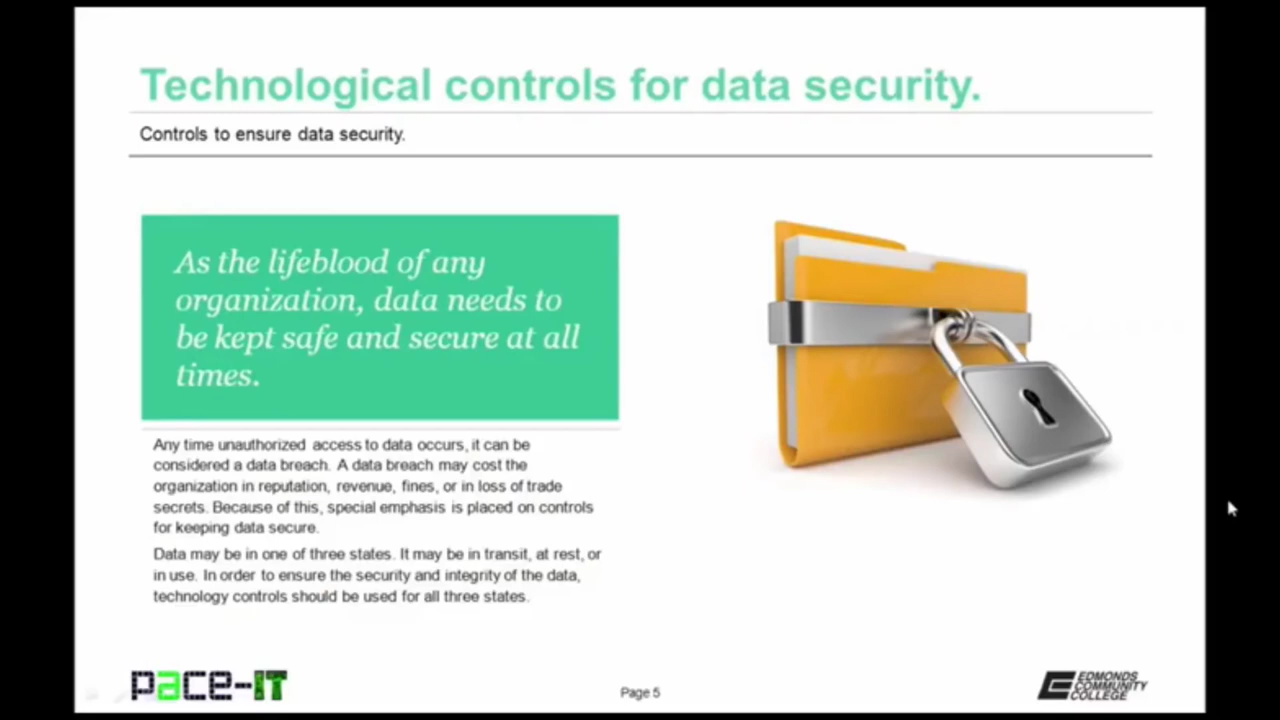 Technological controls for data security.
Controls to ensure data security.
As the lifeblood of any
organization, data needs to
be kept safe and secure at all
times.
Any time unauthorized access to data occurs, it can be
considered a data breach. A data breach may cost the
organization in reputation, revenue, fines, or in loss of trade
secrets. Because of this, special emphasis is placed on controls
for keeping data secure.
Data may be in one of three states. It may be in transit, at rest, or
in use. In order to ensure the security and integrity of the data,
technology controls should be used for all three states.
pace-IT
Page 5
EDMONDS
COMMUNITY
COLLEGE